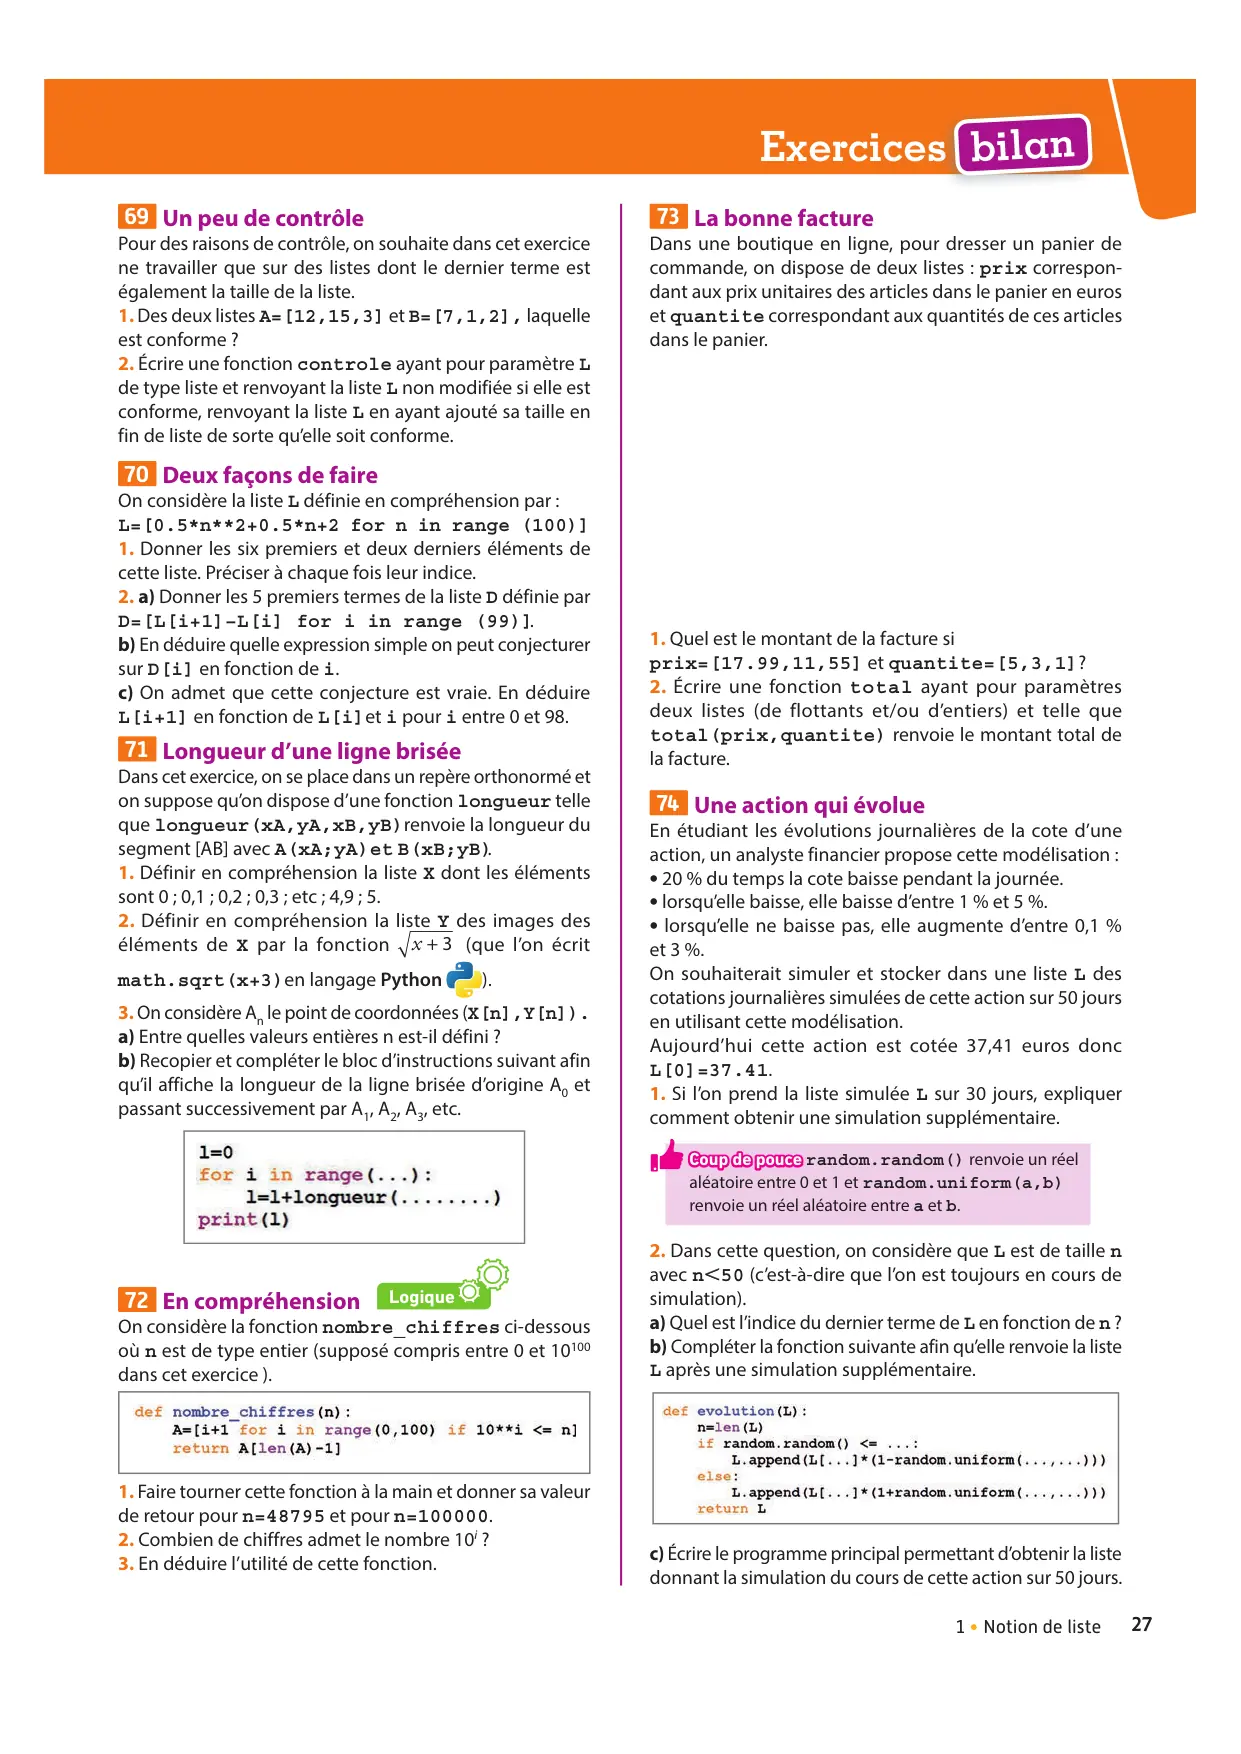 Exercices bilan
69 Un peu de contrôle
Pour des raisons de contrôle, on souhaite dans cet exercice
ne travailler que sur des listes dont le dernier terme est
également la taille de la liste.
1. Des deux listes A=[12,15,3] et B=[7,1,2], laquelle
est conforme ?
2. Écrire une fonction controle ayant pour paramètre L
de type liste et renvoyant la liste L non modifiée si elle est
conforme, renvoyant la liste L en ayant ajouté sa taille en
fin de liste de sorte qu’elle soit conforme.
70 Deux façons de faire
On considère la liste L définie en compréhension par :
L=[0.5*n**2+0.5*n+2 for n in range (100)]
1. Donner les six premiers et deux derniers éléments de
cette liste. Préciser à chaque fois leur indice.
2. a) Donner les 5 premiers termes de la liste D définie par
D=[L[i+1]–L[i] for i in range (99)].
b) En déduire quelle expression simple on peut conjecturer
sur D[i] en fonction de i.
c) On admet que cette conjecture est vraie. En déduire
L[i+1] en fonction de L[i]et i pour i entre 0 et 98.
71 Longueur d’une ligne brisée
Dans cet exercice, on se place dans un repère orthonormé et
on suppose qu’on dispose d’une fonction longueur telle
que longueur(xA,yA,xB,yB)renvoie la longueur du
segment [AB] avec A(xA;yA)et B(xB;yB).
1. Définir en compréhension la liste X dont les éléments
sont 0 ; 0,1 ; 0,2 ; 0,3 ; etc ; 4,9 ; 5.
2. Définir en compréhension la liste Y des images des
éléments de X par la fonction √x + 3 (que l’on écrit
math.sqrt(x+3)en langage Python ).
3. On considère An le point de coordonnées (X[n],Y[n]).
a) Entre quelles valeurs entières n est-il défini ?
b) Recopier et compléter le bloc d’instructions suivant afin
qu’il affiche la longueur de la ligne brisée d’origine A0 et
passant successivement par A1, A2, A3, etc.
l=0
for i in range(...):
l=l+longueur(........)
print(l)
72 En compréhension Logique
On considère la fonction nombre_chiffres ci-dessous
où n est de type entier (supposé compris entre 0 et 10^100
dans cet exercice ).
def nombre_chiffres(n):
A=[i+1 for i in range(0,100) if 10**i <= n]
return A[len(A)-1]
1. Faire tourner cette fonction à la main et donner sa valeur
de retour pour n=48795 et pour n=100000.
2. Combien de chiffres admet le nombre 10^i ?
3. En déduire l’utilité de cette fonction.
73 La bonne facture
Dans une boutique en ligne, pour dresser un panier de
commande, on dispose de deux listes : prix correspon-
dant aux prix unitaires des articles dans le panier en euros
et quantite correspondant aux quantités de ces articles
dans le panier.
1. Quel est le montant de la facture si
prix=[17.99,11,55] et quantite=[5,3,1]?
2. Écrire une fonction total ayant pour paramètres
deux listes (de flottants et/ou d’entiers) et telle que
total(prix,quantite) renvoie le montant total de
la facture.
74 Une action qui évolue
En étudiant les évolutions journalières de la cote d’une
action, un analyste financier propose cette modélisation :
• 20 % du temps la cote baisse pendant la journée.
• lorsqu’elle baisse, elle baisse d’entre 1 % et 5 %.
• lorsqu’elle ne baisse pas, elle augmente d’entre 0,1 %
et 3 %.
On souhaiterait simuler et stocker dans une liste L des
cotations journalières simulées de cette action sur 50 jours
en utilisant cette modélisation.
Aujourd’hui cette action est cotée 37,41 euros donc
L[0]=37.41.
1. Si l’on prend la liste simulée L sur 30 jours, expliquer
comment obtenir une simulation supplémentaire.
Coup de pouce random.random() renvoie un réel
aléatoire entre 0 et 1 et random.uniform(a,b)
renvoie un réel aléatoire entre a et b.
2. Dans cette question, on considère que L est de taille n
avec n<50 (c’est-à-dire que l’on est toujours en cours de
simulation).
a) Quel est l’indice du dernier terme de L en fonction de n ?
b) Compléter la fonction suivante afin qu’elle renvoie la liste
L après une simulation supplémentaire.
def evolution(L):
n=len(L)
if random.random() <= ...:
L.append(L[...]*(1-random.uniform(...,...)))
else:
L.append(L[...]*(1+random.uniform(...,...)))
return L
c) Écrire le programme principal permettant d’obtenir la liste
donnant la simulation du cours de cette action sur 50 jours.
1 • Notion de liste 27